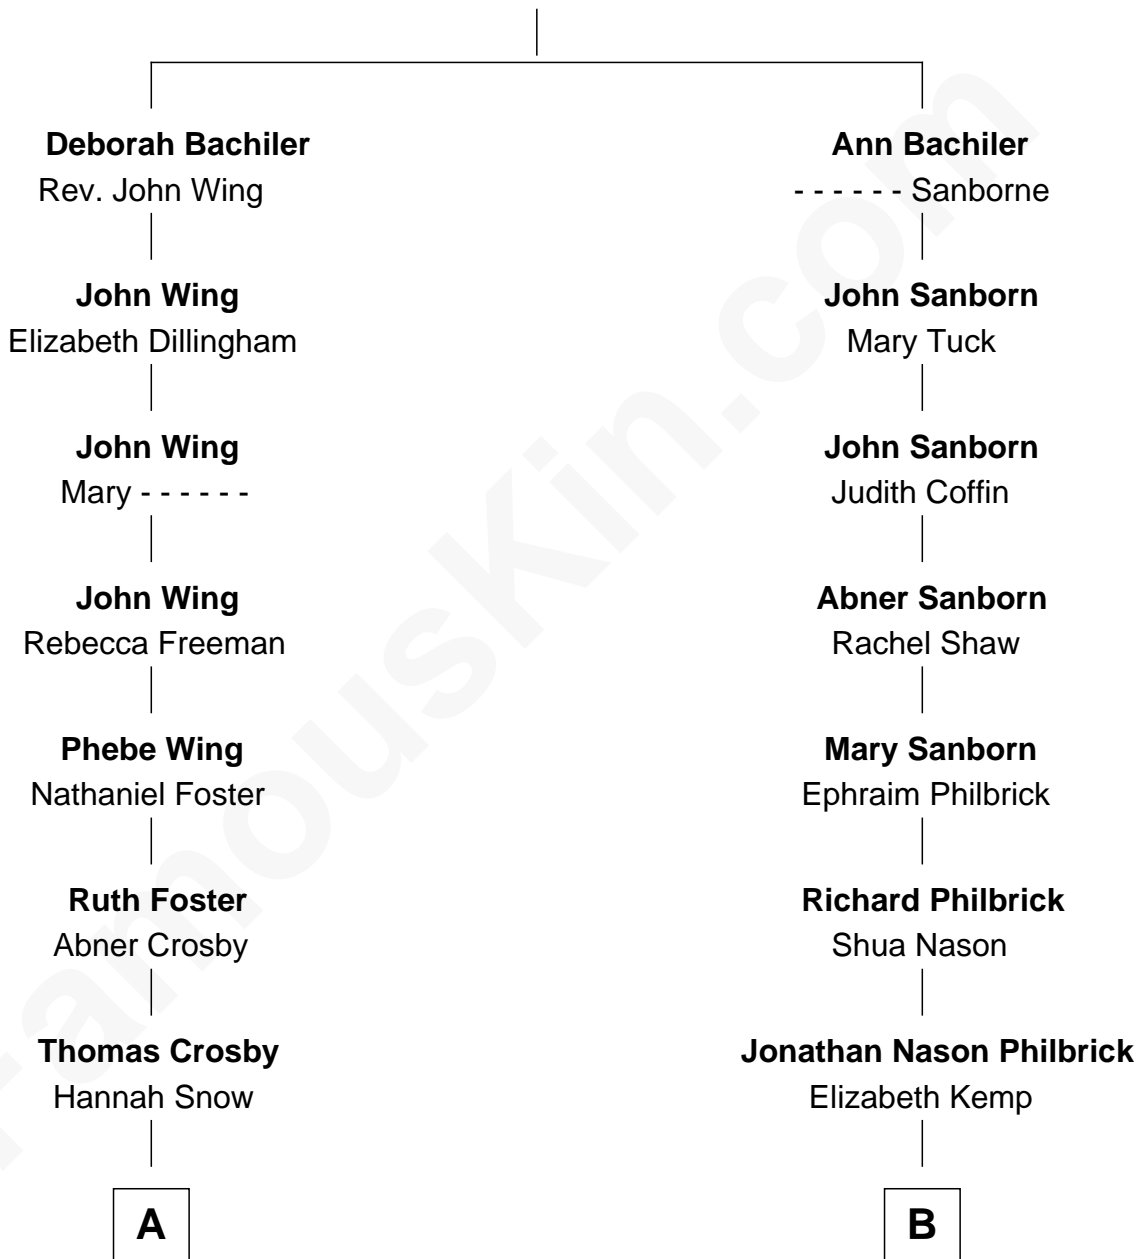 Deborah Bachiler
Rev. John Wing
Ann Bachiler
- - - - - - Sanborne
John Wing
Elizabeth Dillingham
John Sanborn
Mary Tuck
John Wing
Mary - - - - - -
John Sanborn
Judith Coffin
John Wing
Rebecca Freeman
Abner Sanborn
Rachel Shaw
Phebe Wing
Nathaniel Foster
Mary Sanborn
Ephraim Philbrick
Ruth Foster
Abner Crosby
Richard Philbrick
Shua Nason
Thomas Crosby
Hannah Snow
Jonathan Nason Philbrick
Elizabeth Kemp
A
B
FamousKin.com